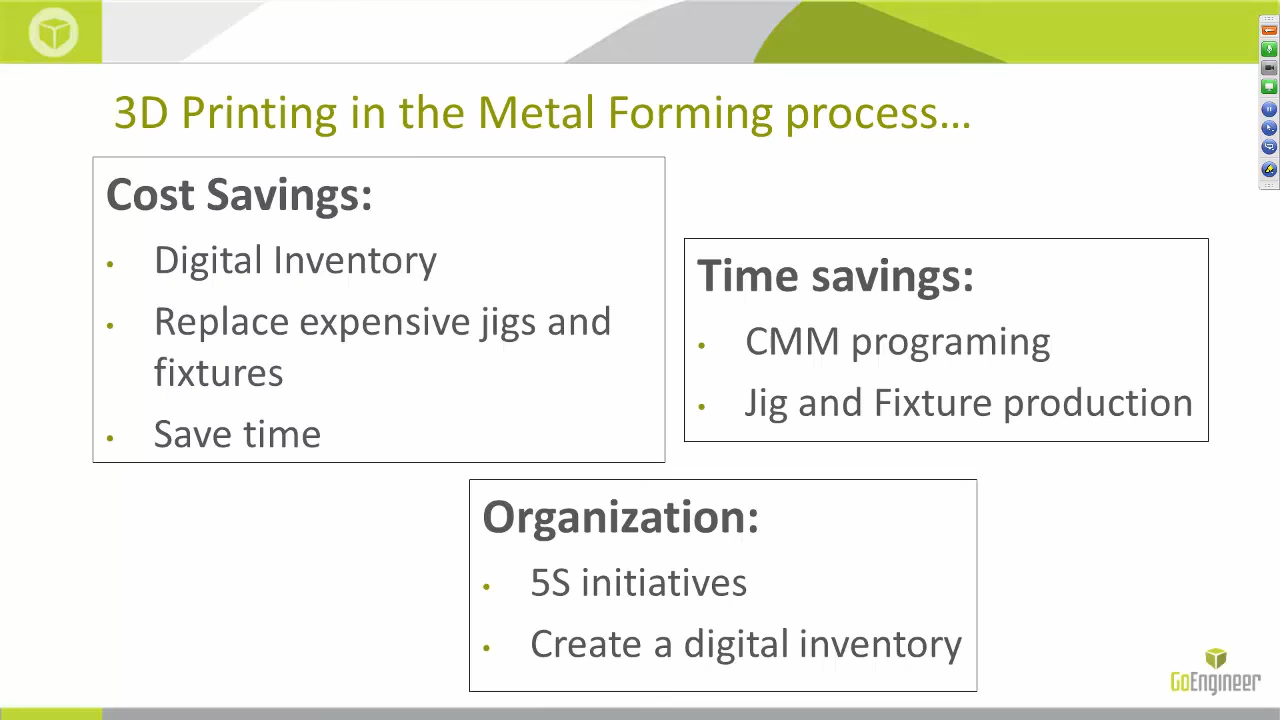 3D Printing in the Metal Forming process…
Cost Savings:
• Digital Inventory
• Replace expensive jigs and
fixtures
• Save time
Time savings:
• CMM programing
• Jig and Fixture production
Organization:
• 5S initiatives
• Create a digital inventory
GoEngineer